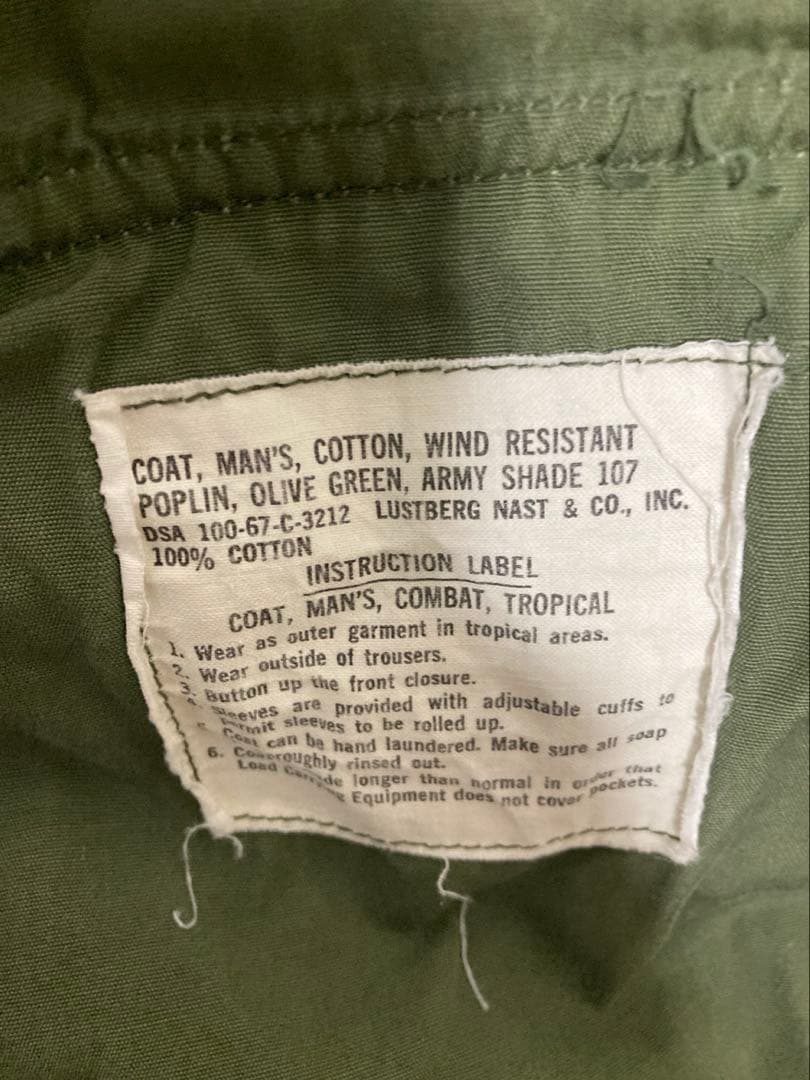 COAT, MAN'S, COTTON, WIND RESISTANT
POPLIN, OLIVE GREEN, ARMY SHADE 107
DSA 100-67-C-3212 LUSTBERG NAST & CO., INC.
100% COTTON
INSTRUCTION LABEL
COAT, MAN'S, COMBAT, TROPICAL
1. Wear as outer garment in tropical areas.
2. Wear outside of trousers.
3. Button up the front closure.
4. Sleeves are provided with adjustable cuffs to
permit sleeves to be rolled up.
Coat can be hand laundered. Make sure all soap
roughly rinsed out.
6. longer than normal in order that
Load Equipment does not cover pockets.